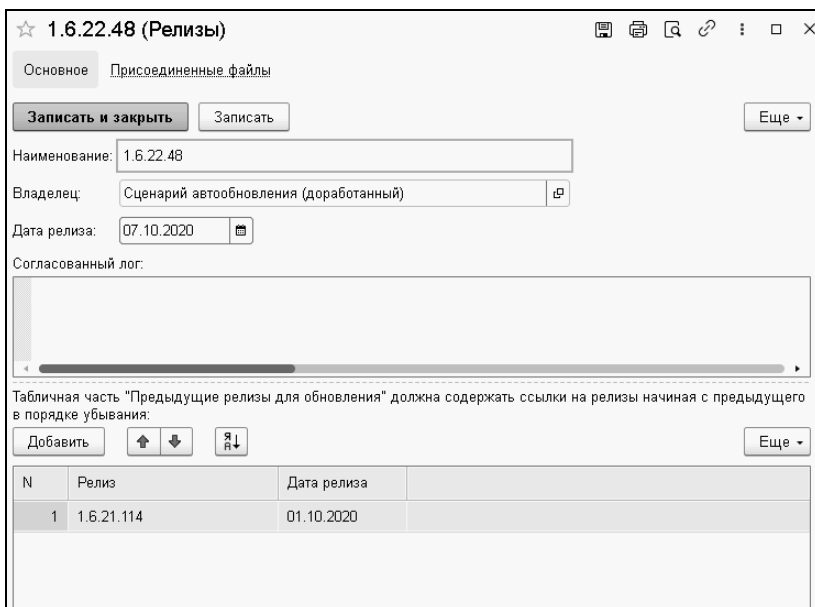 1.6.22.48 (Релизы)
Основное Присоединенные файлы
Записать и закрыть Записать Еще
Наименование: 1.6.22.48
Владелец: Сценарий автообновления (доработанный)
Дата релиза: 07.10.2020
Согласованный лог:
Табличная часть "Предыдущие релизы для обновления" должна содержать ссылки на релизы начиная с предыдущего
в порядке убывания:
Добавить Еще
N Релиз Дата релиза
1 1.6.21.114 01.10.2020